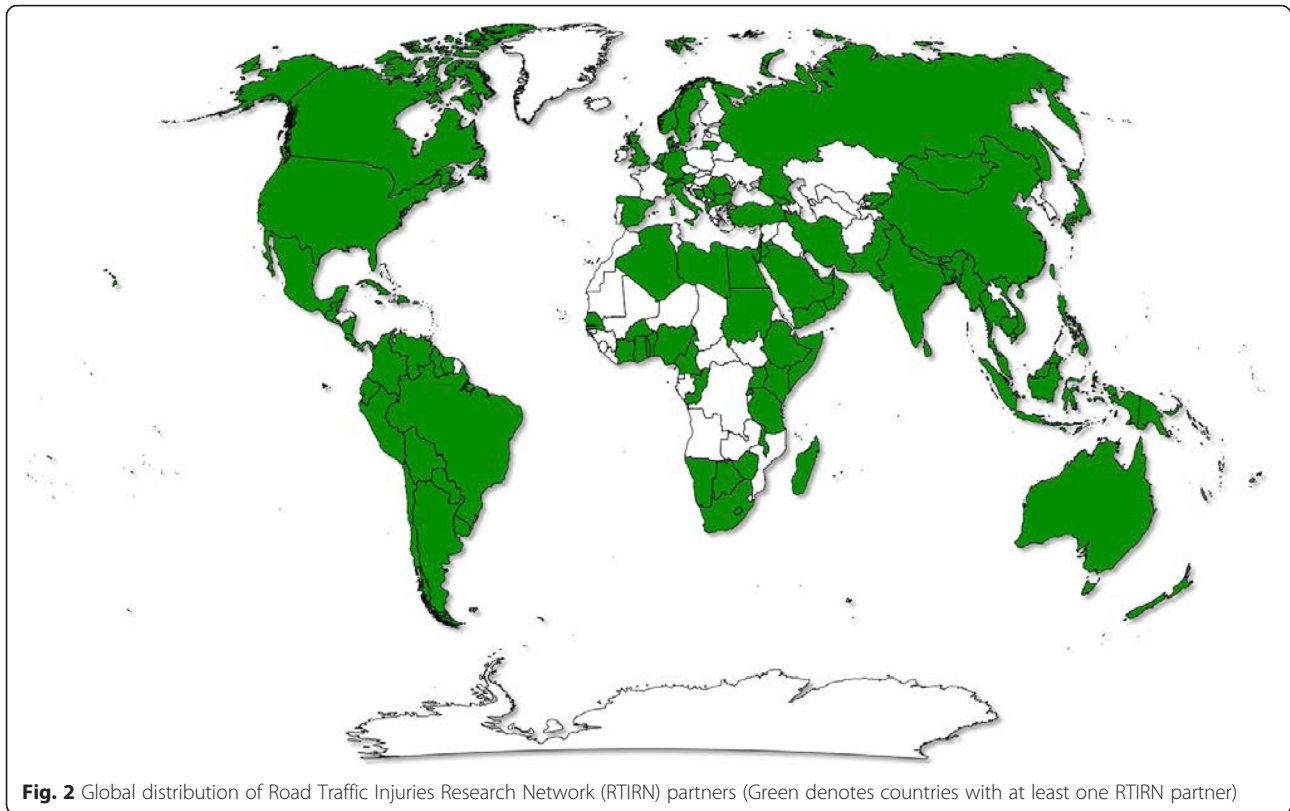 Fig. 2 Global distribution of Road Traffic Injuries Research Network (RTIRN) partners (Green denotes countries with at least one RTIRN partner)